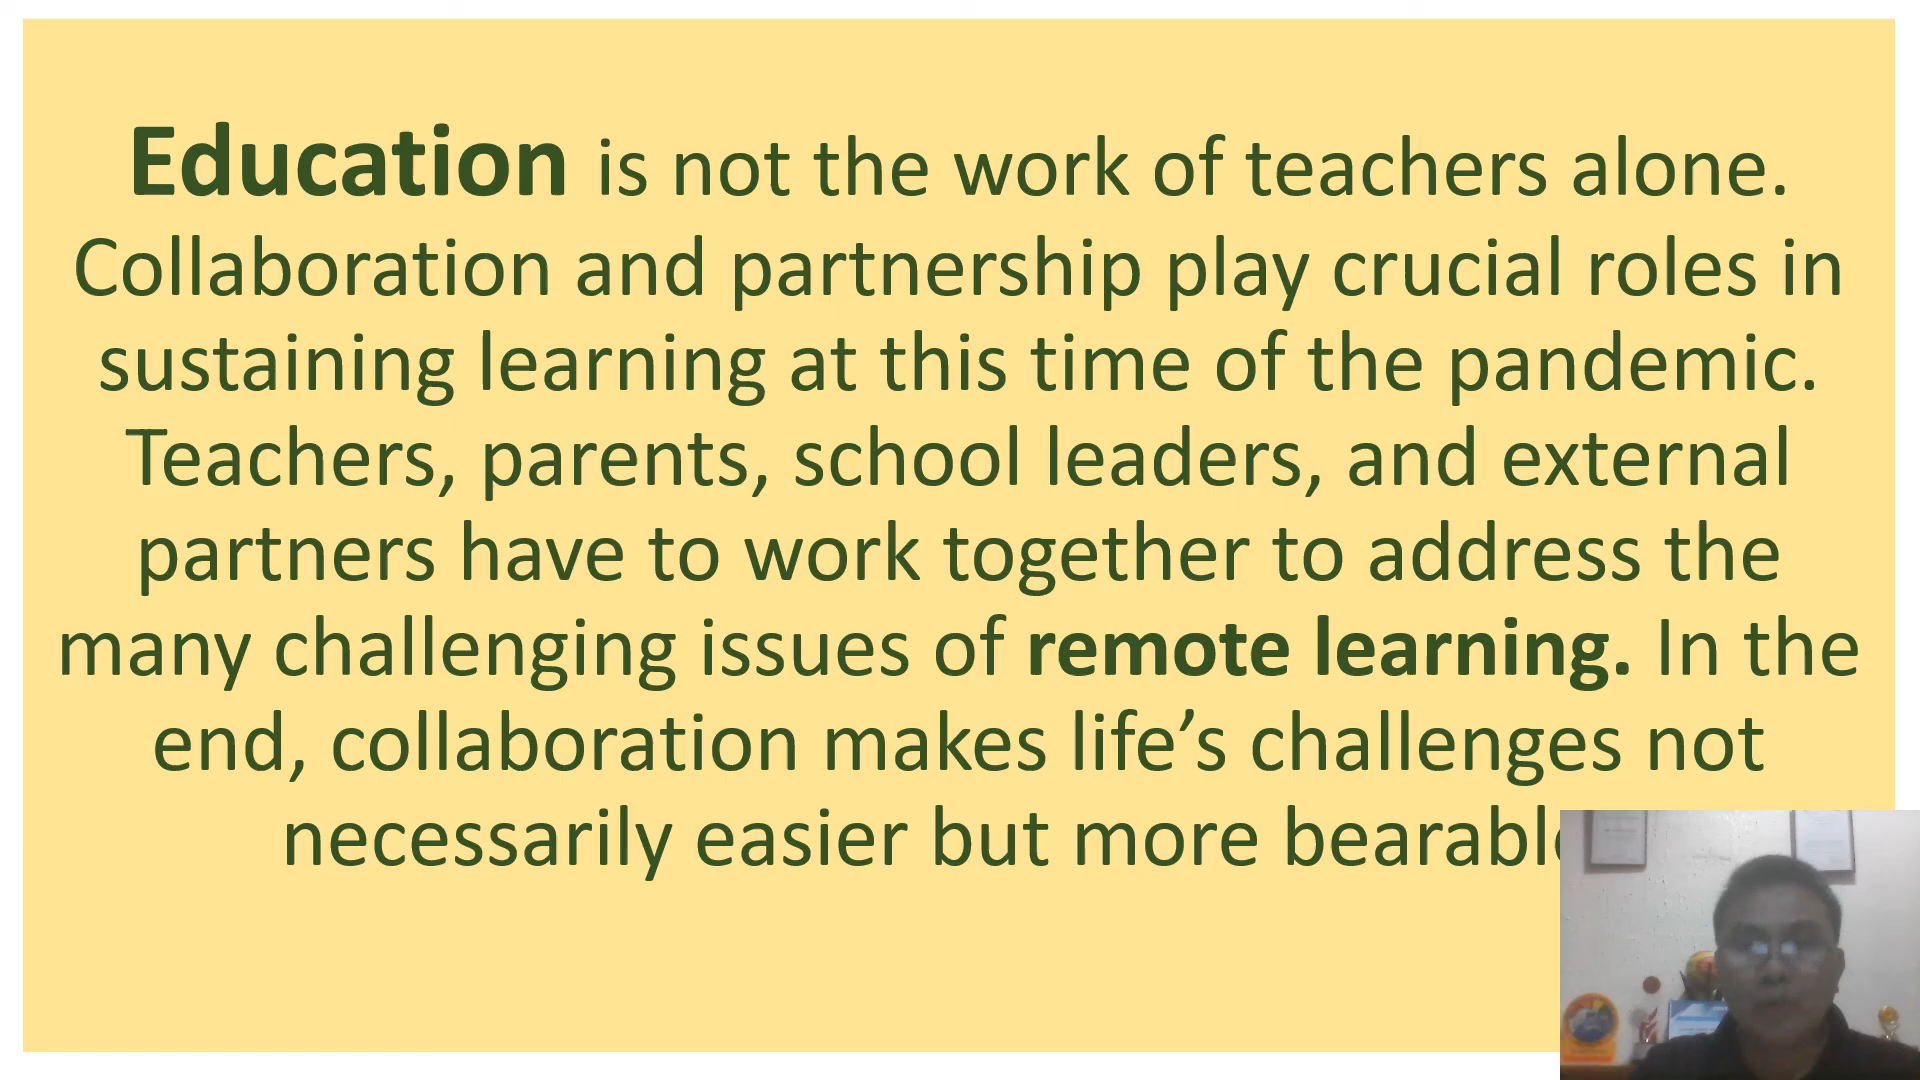 Education is not the work of teachers alone.
Collaboration and partnership play crucial roles in
sustaining learning at this time of the pandemic.
Teachers, parents, school leaders, and external
partners have to work together to address the
many challenging issues of remote learning. In the
end, collaboration makes life’s challenges not
necessarily easier but more bearable